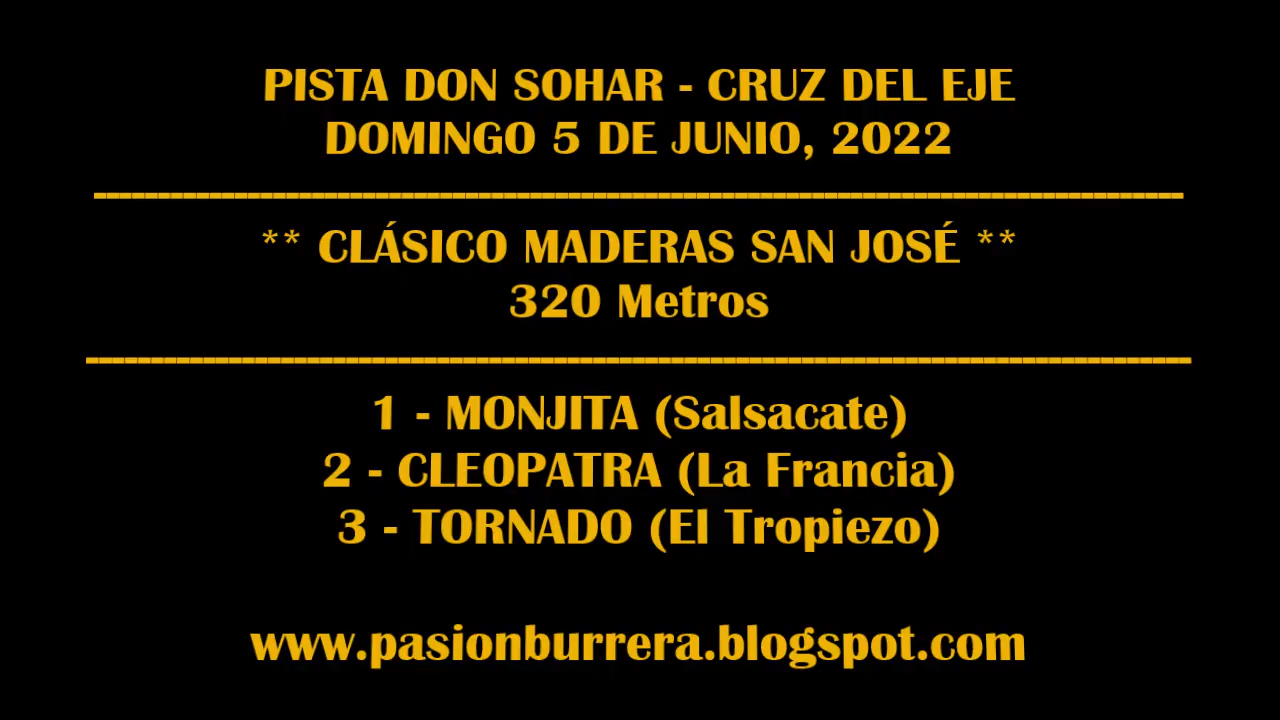 PISTA DON SOHAR - CRUZ DEL EJE
DOMINGO 5 DE JUNIO, 2022
** CLÁSICO MADERAS SAN JOSÉ **
320 Metros
1 - MONJITA (Salsacate)
2 - CLEOPATRA (La Francia)
3 - TORNADO (El Tropiezo)
www.pasionburrera.blogspot.com